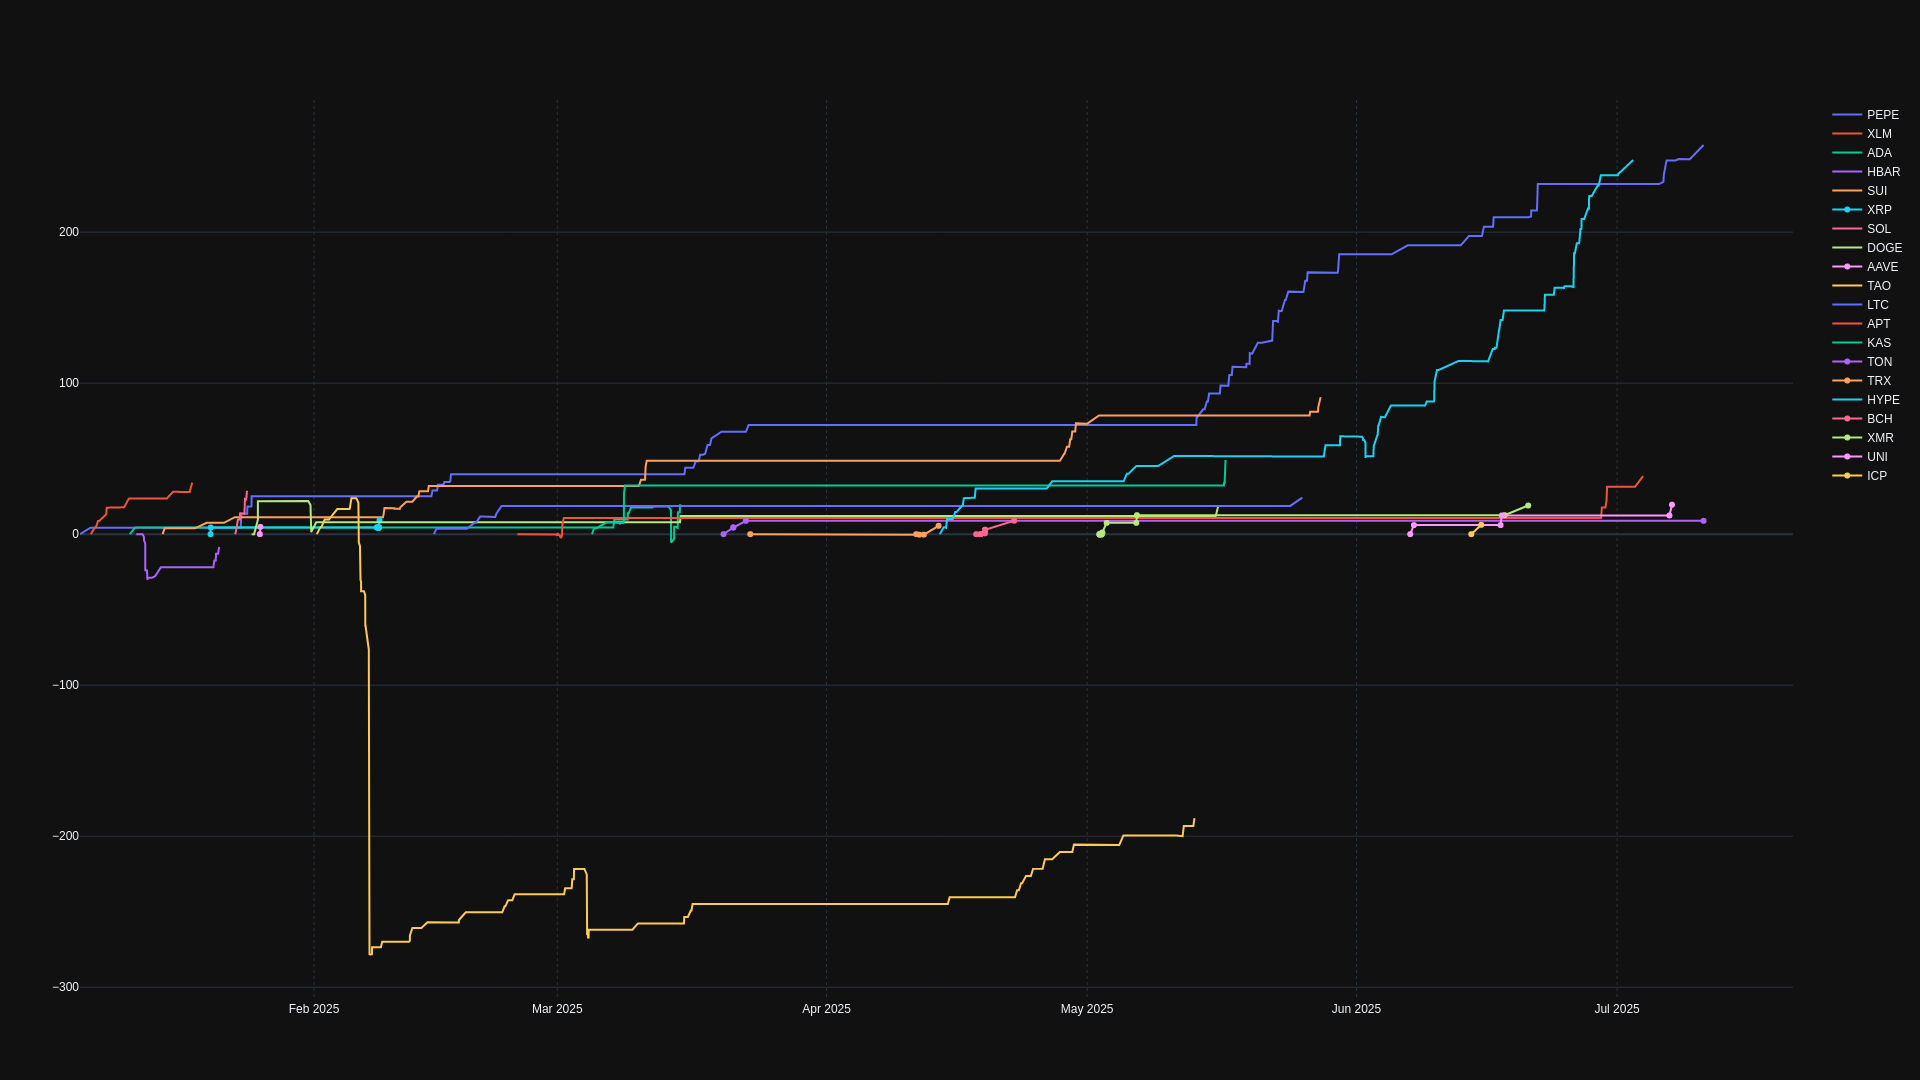 200
100
0
−100
−200
−300
Feb 2025
Mar 2025
Apr 2025
May 2025
Jun 2025
Jul 2025
PEPE
XLM
ADA
HBAR
SUI
XRP
SOL
DOGE
AAVE
TAO
LTC
APT
KAS
TON
TRX
HYPE
BCH
XMR
UNI
ICP